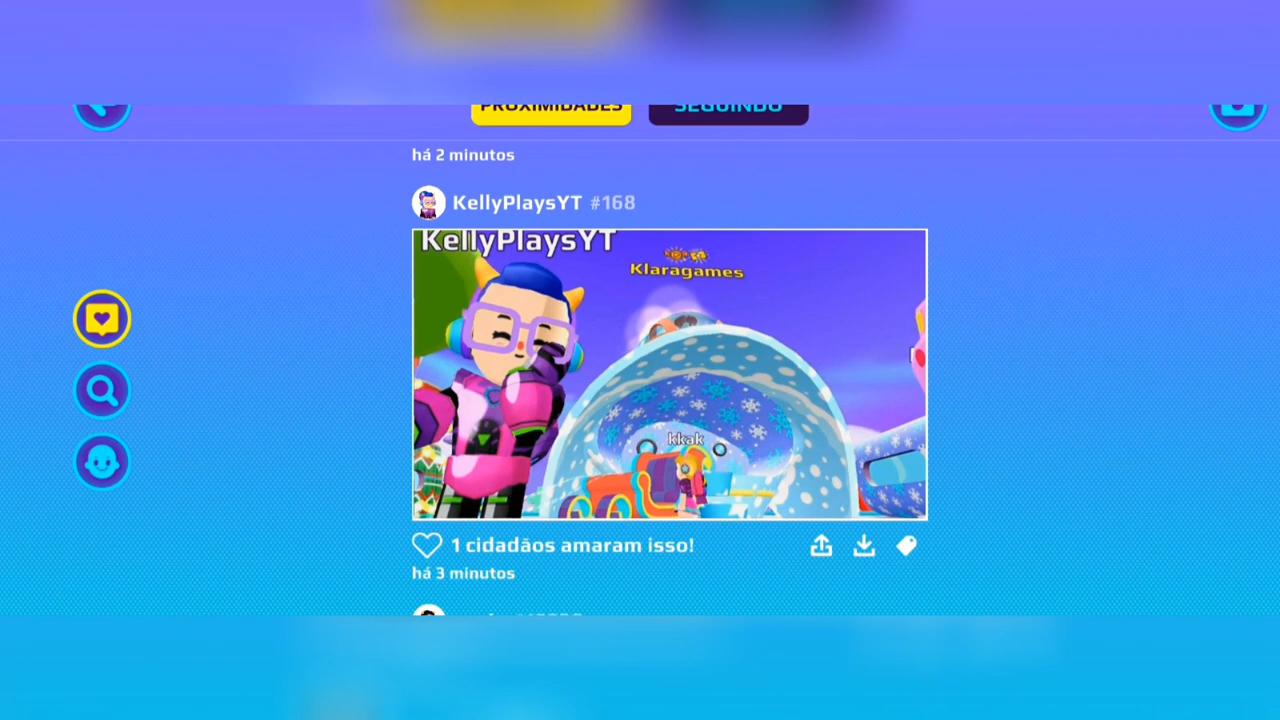 PROXIMIDADES
SEGUINDO
há 2 minutos
KellyPlaysYT #168
KellyPlaysYT
Klaragames
kkak
1 cidadãos amaram isso!
há 3 minutos